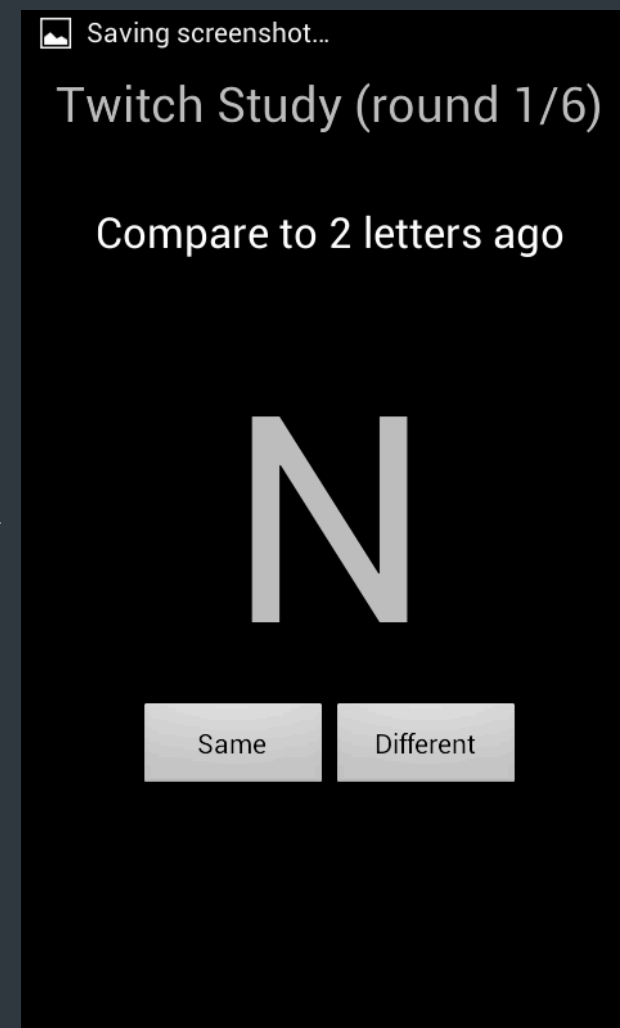 Saving screenshot...
Twitch Study (round 1/6)
Compare to 2 letters ago
N
Same Different